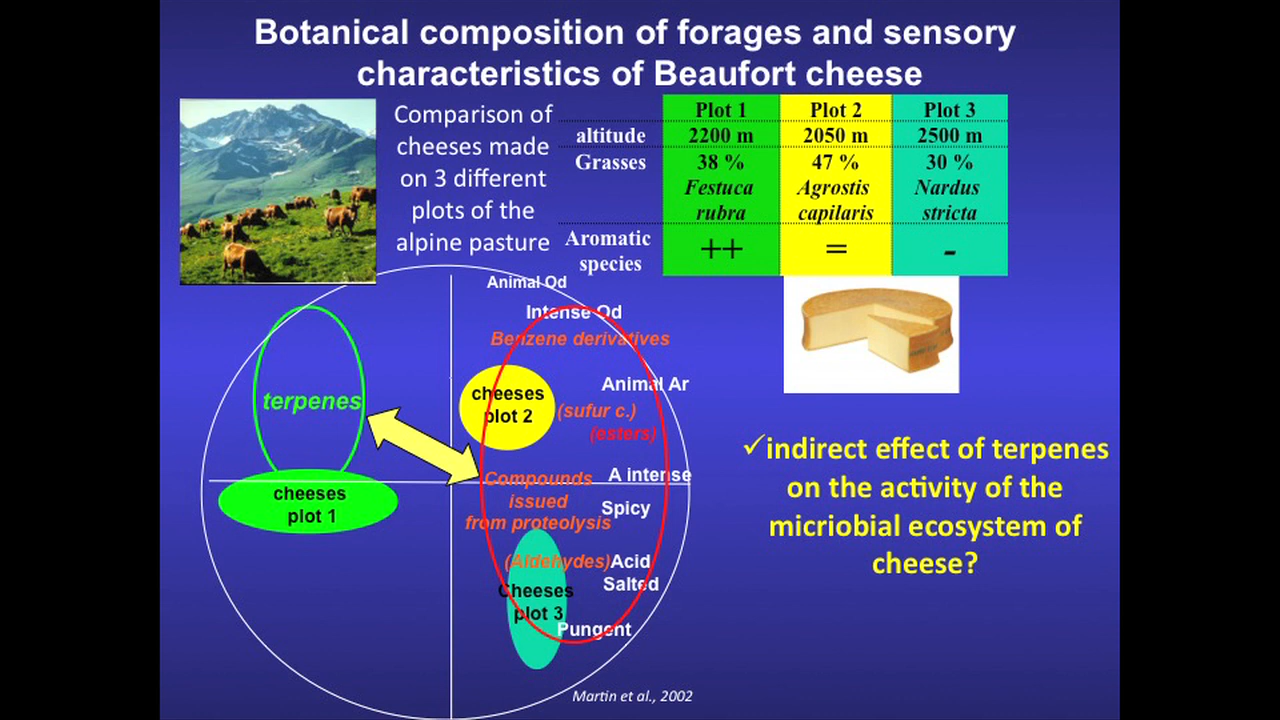 Botanical composition of forages and sensory
characteristics of Beaufort cheese
Comparison of
cheeses made
on 3 different
plots of the
alpine pasture
Plot 1 Plot 2 Plot 3
altitude 2200 m 2050 m 2500 m
Grasses 38 % 47 % 30 %
Festuca Agrostis Nardus
rubra capilaris stricta
Aromatic
species ++ = -
Animal Od
Intense Od
Benzene derivatives
terpenes
cheeses
plot 2
Animal Ar
(sufur c.)
(esters)
cheeses
plot 1
Compounds
issued
from proteolysis
A intense
Spicy
(Aldehydes)
Acid
Salted
Cheeses
plot 3
Pungent
✓indirect effect of terpenes
on the activity of the
micriobial ecosystem of
cheese?
Martin et al., 2002